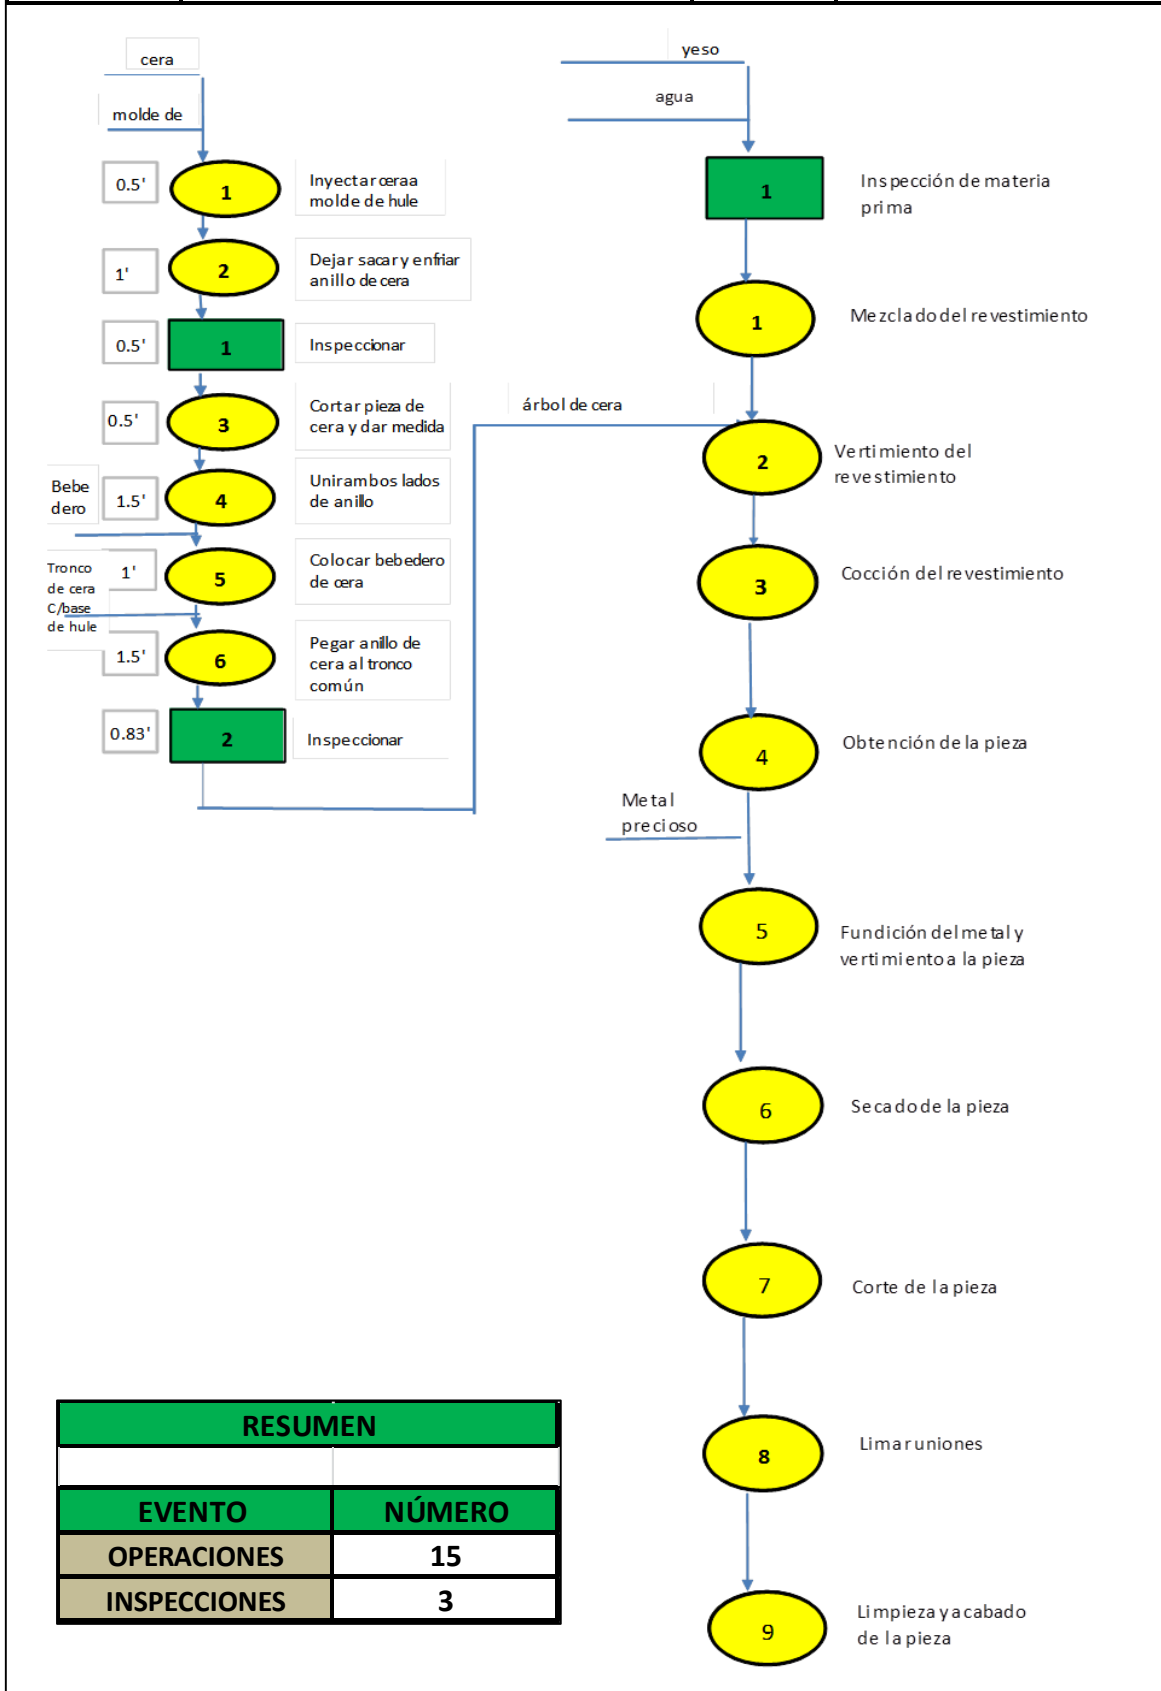 cera
molde de
0.5'
1
Inyectar cera a
molde de hule
1'
2
Dejar sacar y enfriar
anillo de cera
0.5'
1
Inspeccionar
0.5'
3
Cortar pieza de
cera y dar medida
Bebe
dero
1.5'
4
Unir ambos lados
de anillo
Tronco
de cera
C/base
de hule
1'
5
Colocar bebedero
de cera
1.5'
6
Pegar anillo de
cera al tronco
común
0.83'
2
Inspeccionar
árbol de cera
yeso
agua
1
Inspección de materia
prima
1
Mezclado del revestimiento
2
Vertimiento del
revestimiento
3
Cocción del revestimiento
4
Obtención de la pieza
Metal
precioso
5
Fundición del metal y
vertimiento a la pieza
6
Secado de la pieza
7
Corte de la pieza
8
Limar uniones
9
Limpieza y acabado
de la pieza
RESUMEN
EVENTO NÚMERO
OPERACIONES 15
INSPECCIONES 3